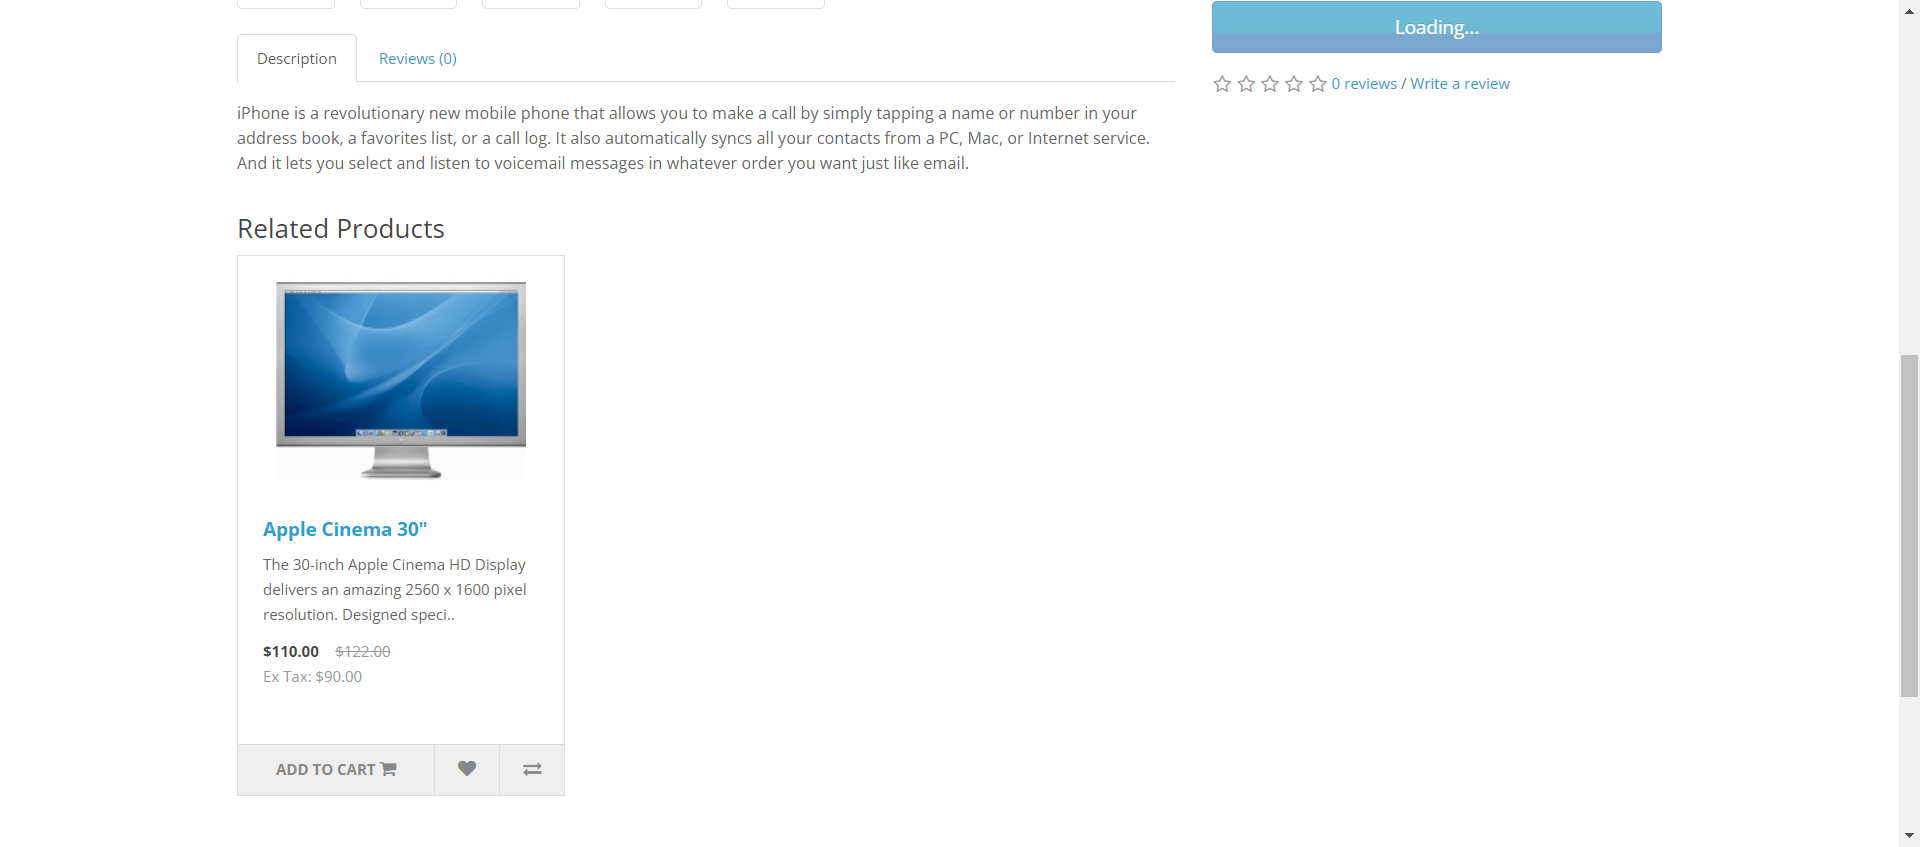 Loading...
Description
Reviews (0)
0 reviews / Write a review
iPhone is a revolutionary new mobile phone that allows you to make a call by simply tapping a name or number in your
address book, a favorites list, or a call log. It also automatically syncs all your contacts from a PC, Mac, or Internet service.
And it lets you select and listen to voicemail messages in whatever order you want just like email.
Related Products
Apple Cinema 30"
The 30-inch Apple Cinema HD Display
delivers an amazing 2560 x 1600 pixel
resolution. Designed speci..
$110.00 $122.00
Ex Tax: $90.00
ADD TO CART